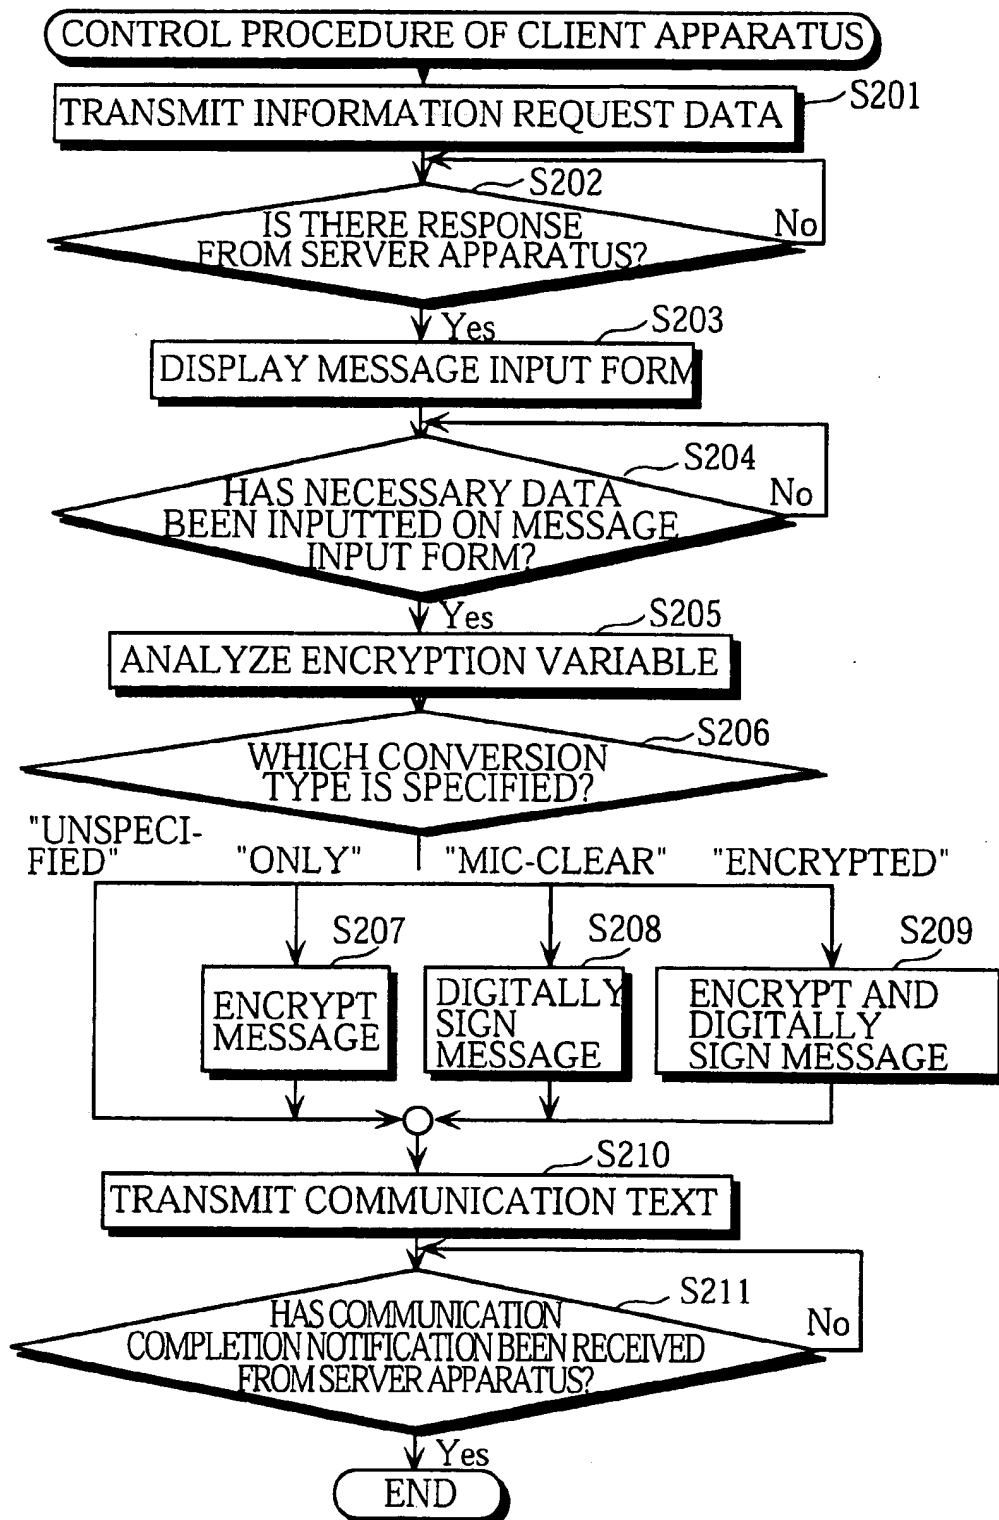 CONTROL PROCEDURE OF CLIENT APPARATUS
S201
TRANSMIT INFORMATION REQUEST DATA
S202
IS THERE RESPONSE
FROM SERVER APPARATUS?
No
Yes
S203
DISPLAY MESSAGE INPUT FORM
S204
HAS NECESSARY DATA
BEEN INPUTTED ON MESSAGE
INPUT FORM?
No
Yes
S205
ANALYZE ENCRYPTION VARIABLE
S206
WHICH CONVERSION
TYPE IS SPECIFIED?
"UNSPECI-
FIED"
"ONLY"
"MIC-CLEAR"
"ENCRYPTED"
S207
ENCRYPT
MESSAGE
S208
DIGITALLY
SIGN
MESSAGE
S209
ENCRYPT AND
DIGITALLY
SIGN MESSAGE
S210
TRANSMIT COMMUNICATION TEXT
S211
HAS COMMUNICATION
COMPLETION NOTIFICATION BEEN RECEIVED
FROM SERVER APPARATUS?
No
Yes
END